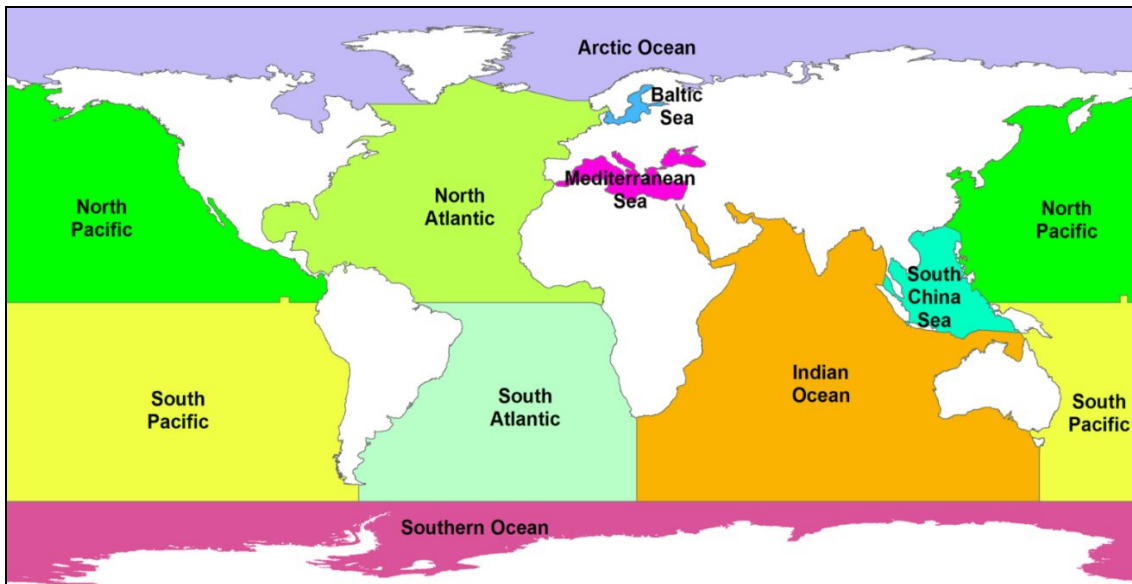 Arctic Ocean
Baltic
Sea
Mediterranean
Sea
North
Pacific
North
Atlantic
North
Pacific
South
China
Sea
Indian
Ocean
South
Pacific
South
Atlantic
South
Pacific
Southern Ocean